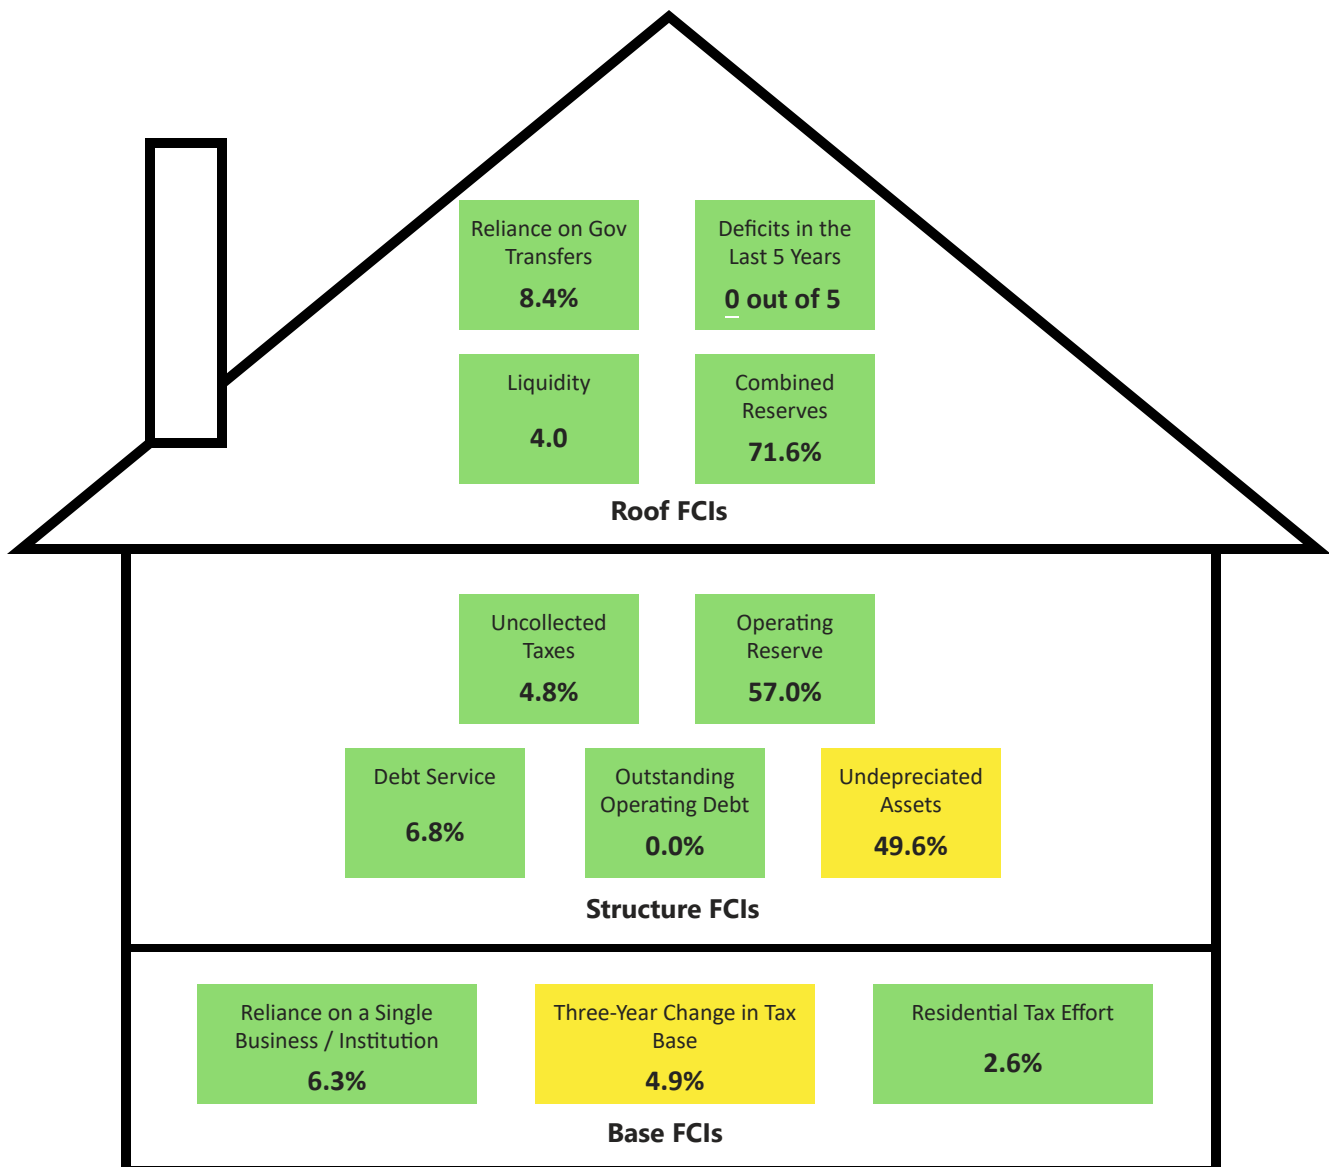 Reliance on Gov
Transfers
8.4%
Deficits in the
Last 5 Years
0 out of 5
Liquidity
4.0
Combined
Reserves
71.6%
Roof FCIs
Uncollected
Taxes
4.8%
Operating
Reserve
57.0%
Debt Service
6.8%
Outstanding
Operating Debt
0.0%
Undepreciated
Assets
49.6%
Structure FCIs
Reliance on a Single
Business / Institution
6.3%
Three-Year Change in Tax
Base
4.9%
Residential Tax Effort
2.6%
Base FCIs